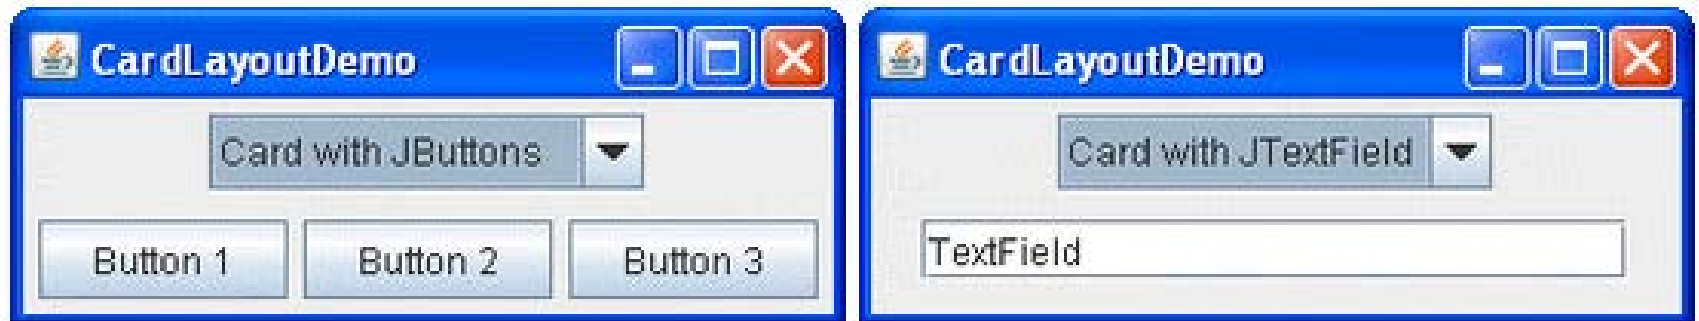 CardLayoutDemo
Card with JButtons
Button 1 Button 2 Button 3
CardLayoutDemo
Card with JTextField
TextField